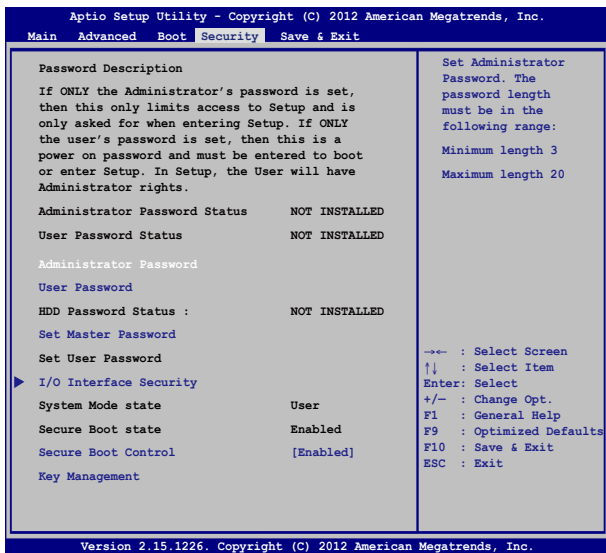 Aptio Setup Utility - Copyright (C) 2012 American Megatrends, Inc.
Main Advanced Boot Security Save & Exit
Password Description
If ONLY the Administrator's password is set,
then this only limits access to Setup and is
only asked for when entering Setup. If ONLY
the user's password is set, then this is a
power on password and must be entered to boot
or enter Setup. In Setup, the User will have
Administrator rights.
Administrator Password Status NOT INSTALLED
User Password Status NOT INSTALLED
Administrator Password
User Password
HDD Password Status : NOT INSTALLED
Set Master Password
Set User Password
I/O Interface Security
System Mode state User
Secure Boot state Enabled
Secure Boot Control [Enabled]
Key Management
Set Administrator
Password. The
password length
must be in the
following range:
Minimum length 3
Maximum length 20
→← : Select Screen
↑↓ : Select Item
Enter: Select
+/— : Change Opt.
F1 : General Help
F9 : Optimized Defaults
F10 : Save & Exit
ESC : Exit
Version 2.15.1226. Copyright (C) 2012 American Megatrends, Inc.